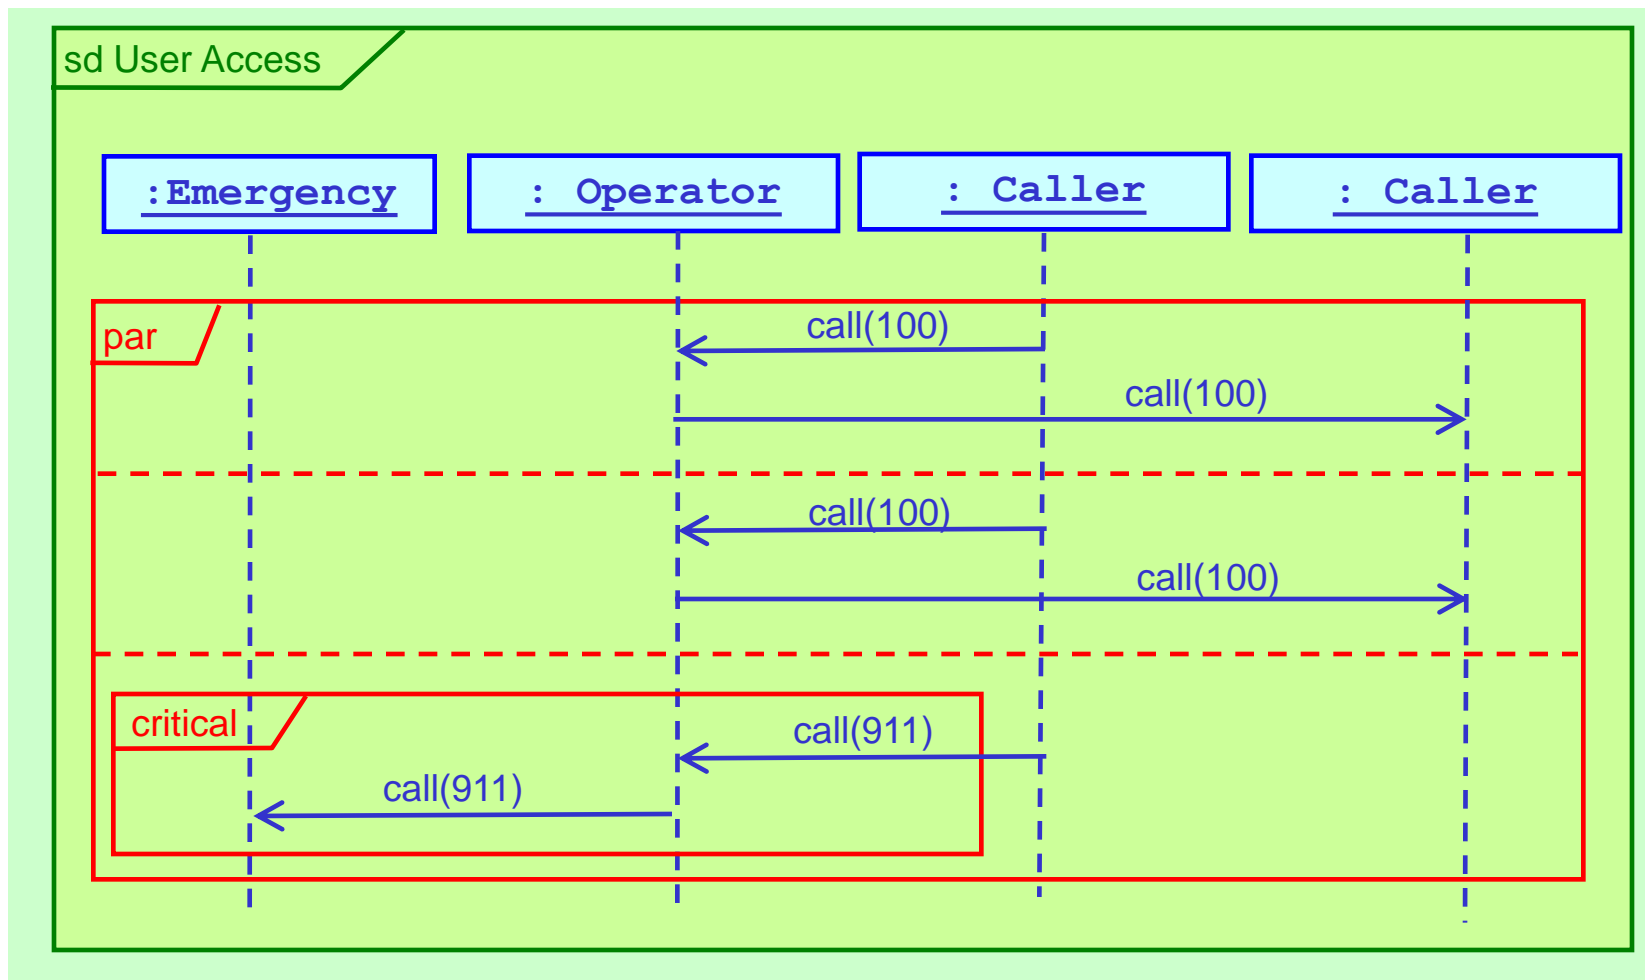 sd User Access
:Emergency
: Operator
: Caller
: Caller
par
call(100)
call(100)
call(100)
call(100)
critical
call(911)
call(911)